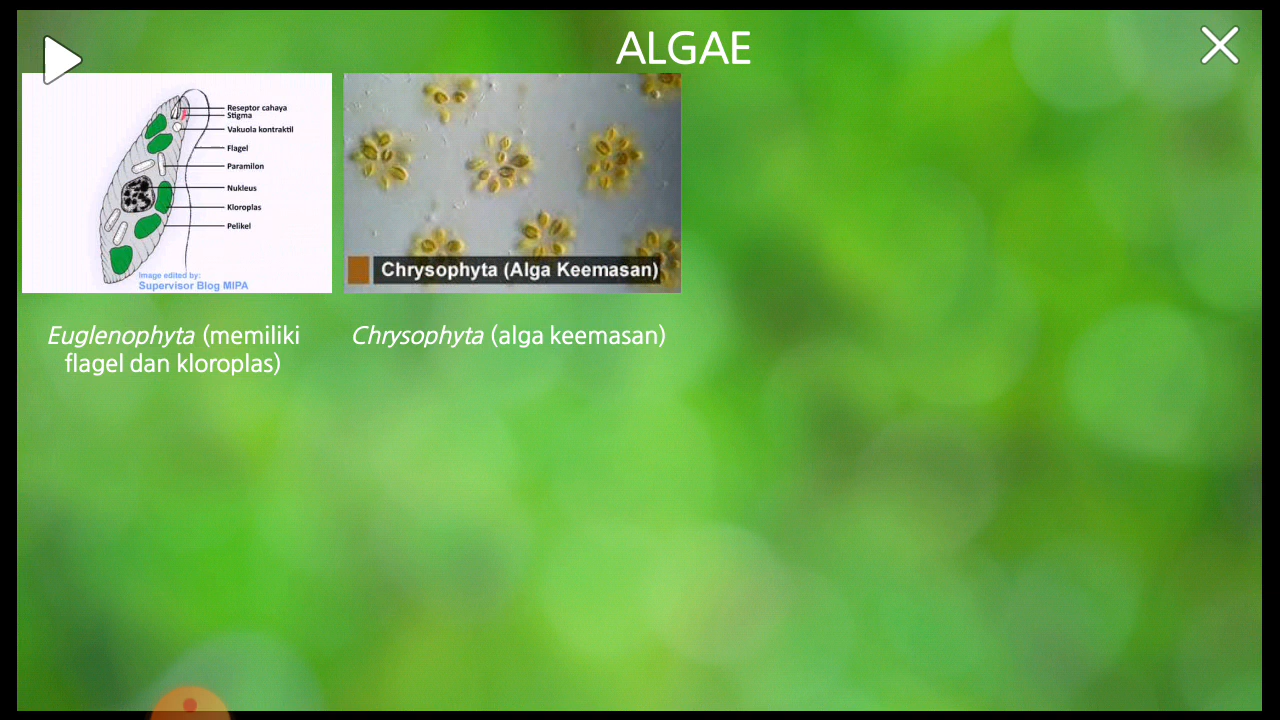 ALGAE
Reseptor cahaya
Stigma
Vakuola kontraktil
Flagel
Paramilon
Nukleus
Kloroplas
Pelikel
Image edited by:
Supervisor Blog MIPA
Chrysophyta (Alga Keemasan)
Euglenophyta (memiliki
flagel dan kloroplas)
Chrysophyta (alga keemasan)